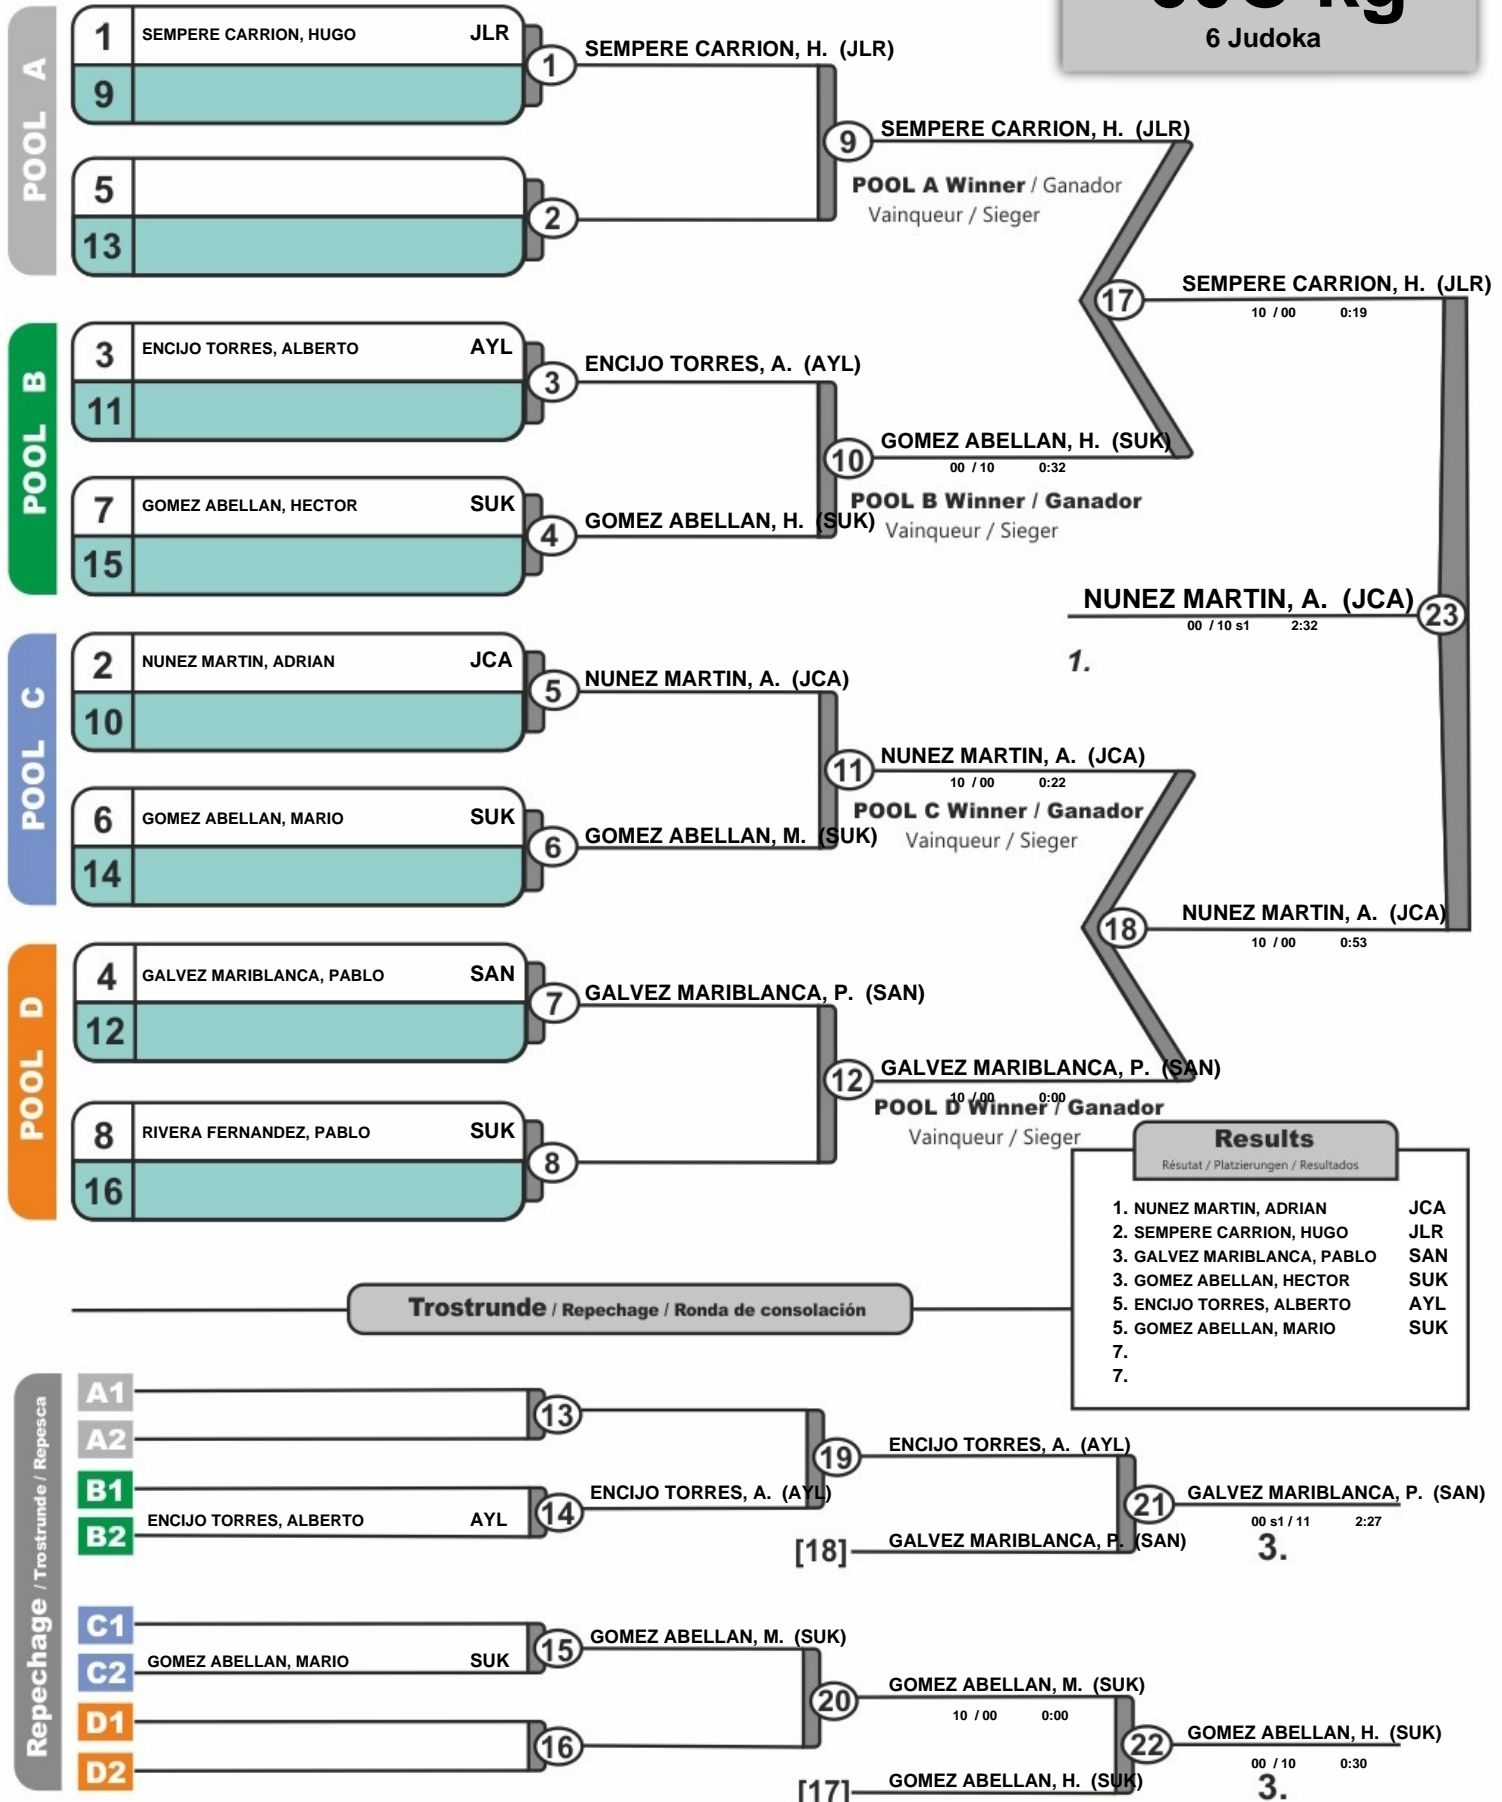 6 Judoka
POOL A
1 SEMPERE CARRION, HUGO JLR
9
1
SEMPERE CARRION, H. (JLR)
5
13
2
9
SEMPERE CARRION, H. (JLR)
POOL A Winner / Ganador
Vainqueur / Sieger
POOL B
3 ENCIJO TORRES, ALBERTO AYL
11
3
ENCIJO TORRES, A. (AYL)
7 GOMEZ ABELLAN, HECTOR SUK
15
4
GOMEZ ABELLAN, H. (SUK)
10
GOMEZ ABELLAN, H. (SUK)
00 / 10 0:32
POOL B Winner / Ganador
Vainqueur / Sieger
17
SEMPERE CARRION, H. (JLR)
10 / 00 0:19
NUNEZ MARTIN, A. (JCA)
23
00 / 10 s1 2:32
1.
POOL C
2 NUNEZ MARTIN, ADRIAN JCA
10
5
NUNEZ MARTIN, A. (JCA)
6 GOMEZ ABELLAN, MARIO SUK
14
6
GOMEZ ABELLAN, M. (SUK)
11
NUNEZ MARTIN, A. (JCA)
10 / 00 0:22
POOL C Winner / Ganador
Vainqueur / Sieger
18
NUNEZ MARTIN, A. (JCA)
10 / 00 0:53
POOL D
4 GALVEZ MARIBLANCA, PABLO SAN
12
7
GALVEZ MARIBLANCA, P. (SAN)
8 RIVERA FERNANDEZ, PABLO SUK
16
8
12
GALVEZ MARIBLANCA, P. (SAN)
10 / 00 0:00
POOL D Winner / Ganador
Vainqueur / Sieger
Results
Résutat / Platzierungen / Resultados
1. NUNEZ MARTIN, ADRIAN JCA
2. SEMPERE CARRION, HUGO JLR
3. GALVEZ MARIBLANCA, PABLO SAN
3. GOMEZ ABELLAN, HECTOR SUK
5. ENCIJO TORRES, ALBERTO AYL
5. GOMEZ ABELLAN, MARIO SUK
7.
7.
Trostrunde / Repechage / Ronda de consolación
Repechage / Trostrunde / Repesca
A1
A2
13
B1
B2 ENCIJO TORRES, ALBERTO AYL
14
ENCIJO TORRES, A. (AYL)
19
ENCIJO TORRES, A. (AYL)
[18] GALVEZ MARIBLANCA, P. (SAN)
21
GALVEZ MARIBLANCA, P. (SAN)
00 s1 / 11 2:27
3.
C1
C2 GOMEZ ABELLAN, MARIO SUK
15
GOMEZ ABELLAN, M. (SUK)
D1
D2
16
20
GOMEZ ABELLAN, M. (SUK)
10 / 00 0:00
[17] GOMEZ ABELLAN, H. (SUK)
22
GOMEZ ABELLAN, H. (SUK)
00 / 10 0:30
3.